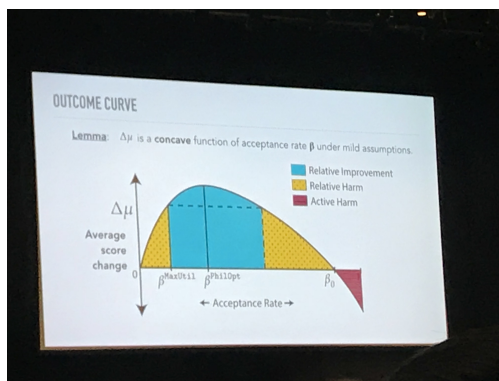 OUTCOME CURVE
Lemma: Δμ is a concave function of acceptance rate β under mild assumptions.
Relative Improvement
Relative Harm
Active Harm
Δμ
Average
score
change
0
β^MaxUtil
β^PhilOpt
β₀
← Acceptance Rate →